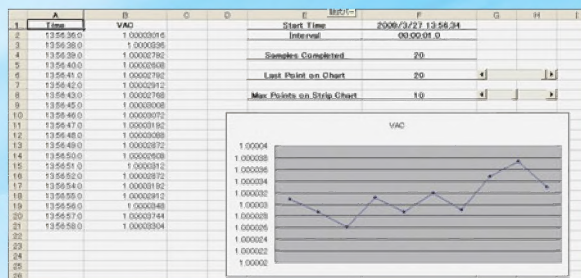 数式バー
A B C D E F G H
1 Time VAC Start Time 2009/3/27 13:56:34
2 13:56:36.0 1.00003016 Interval 00:00:01.0
3 13:56:38.0 1.0000336
4 13:56:39.0 1.00002792 Samples Completed 20
5 13:56:40.0 1.00002608
6 13:56:41.0 1.00002792 Last Point on Chart 20
7 13:56:42.0 1.00002912
8 13:56:43.0 1.00002768 Max Points on Strip Chart 10
9 13:56:45.0 1.00003008
10 13:56:46.0 1.00003072
11 13:56:47.0 1.00003192
12 13:56:48.0 1.00003088
13 13:56:49.0 1.00002872
14 13:56:50.0 1.00002608
15 13:56:51.0 1.0000312
16 13:56:52.0 1.00002872
17 13:56:54.0 1.00003192
18 13:56:55.0 1.00002912
19 13:56:56.0 1.0000348
20 13:56:57.0 1.00003744
21 13:56:58.0 1.00003304
22
23
24
25
26
VAC
1.00004
1.000038
1.000036
1.000034
1.000032
1.00003
1.000028
1.000026
1.000024
1.000022
1.00002